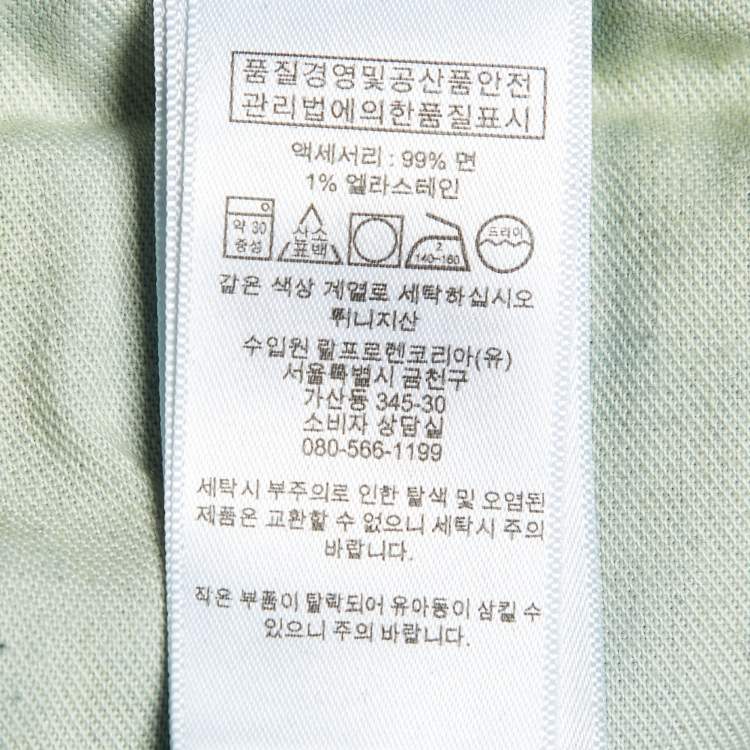 품질경영및공산품안전
관리법에의한품질표시
액세서리 : 99% 면
1% 엘라스테인
약 30
중성
산소
표백
2
140-160
드라이
같은 색상 계열로 세탁하십시오
튀니지산
수입원 랄프로렌코리아(유)
서울특별시 금천구
가산동 345-30
소비자 상담실
080-566-1199
세탁시 부주의로 인한 탈색 및 오염된
제품은 교환할 수 없으니 세탁시 주의
바랍니다.
작은 부품이 탈락되어 유아동이 삼킬 수
있으니 주의 바랍니다.